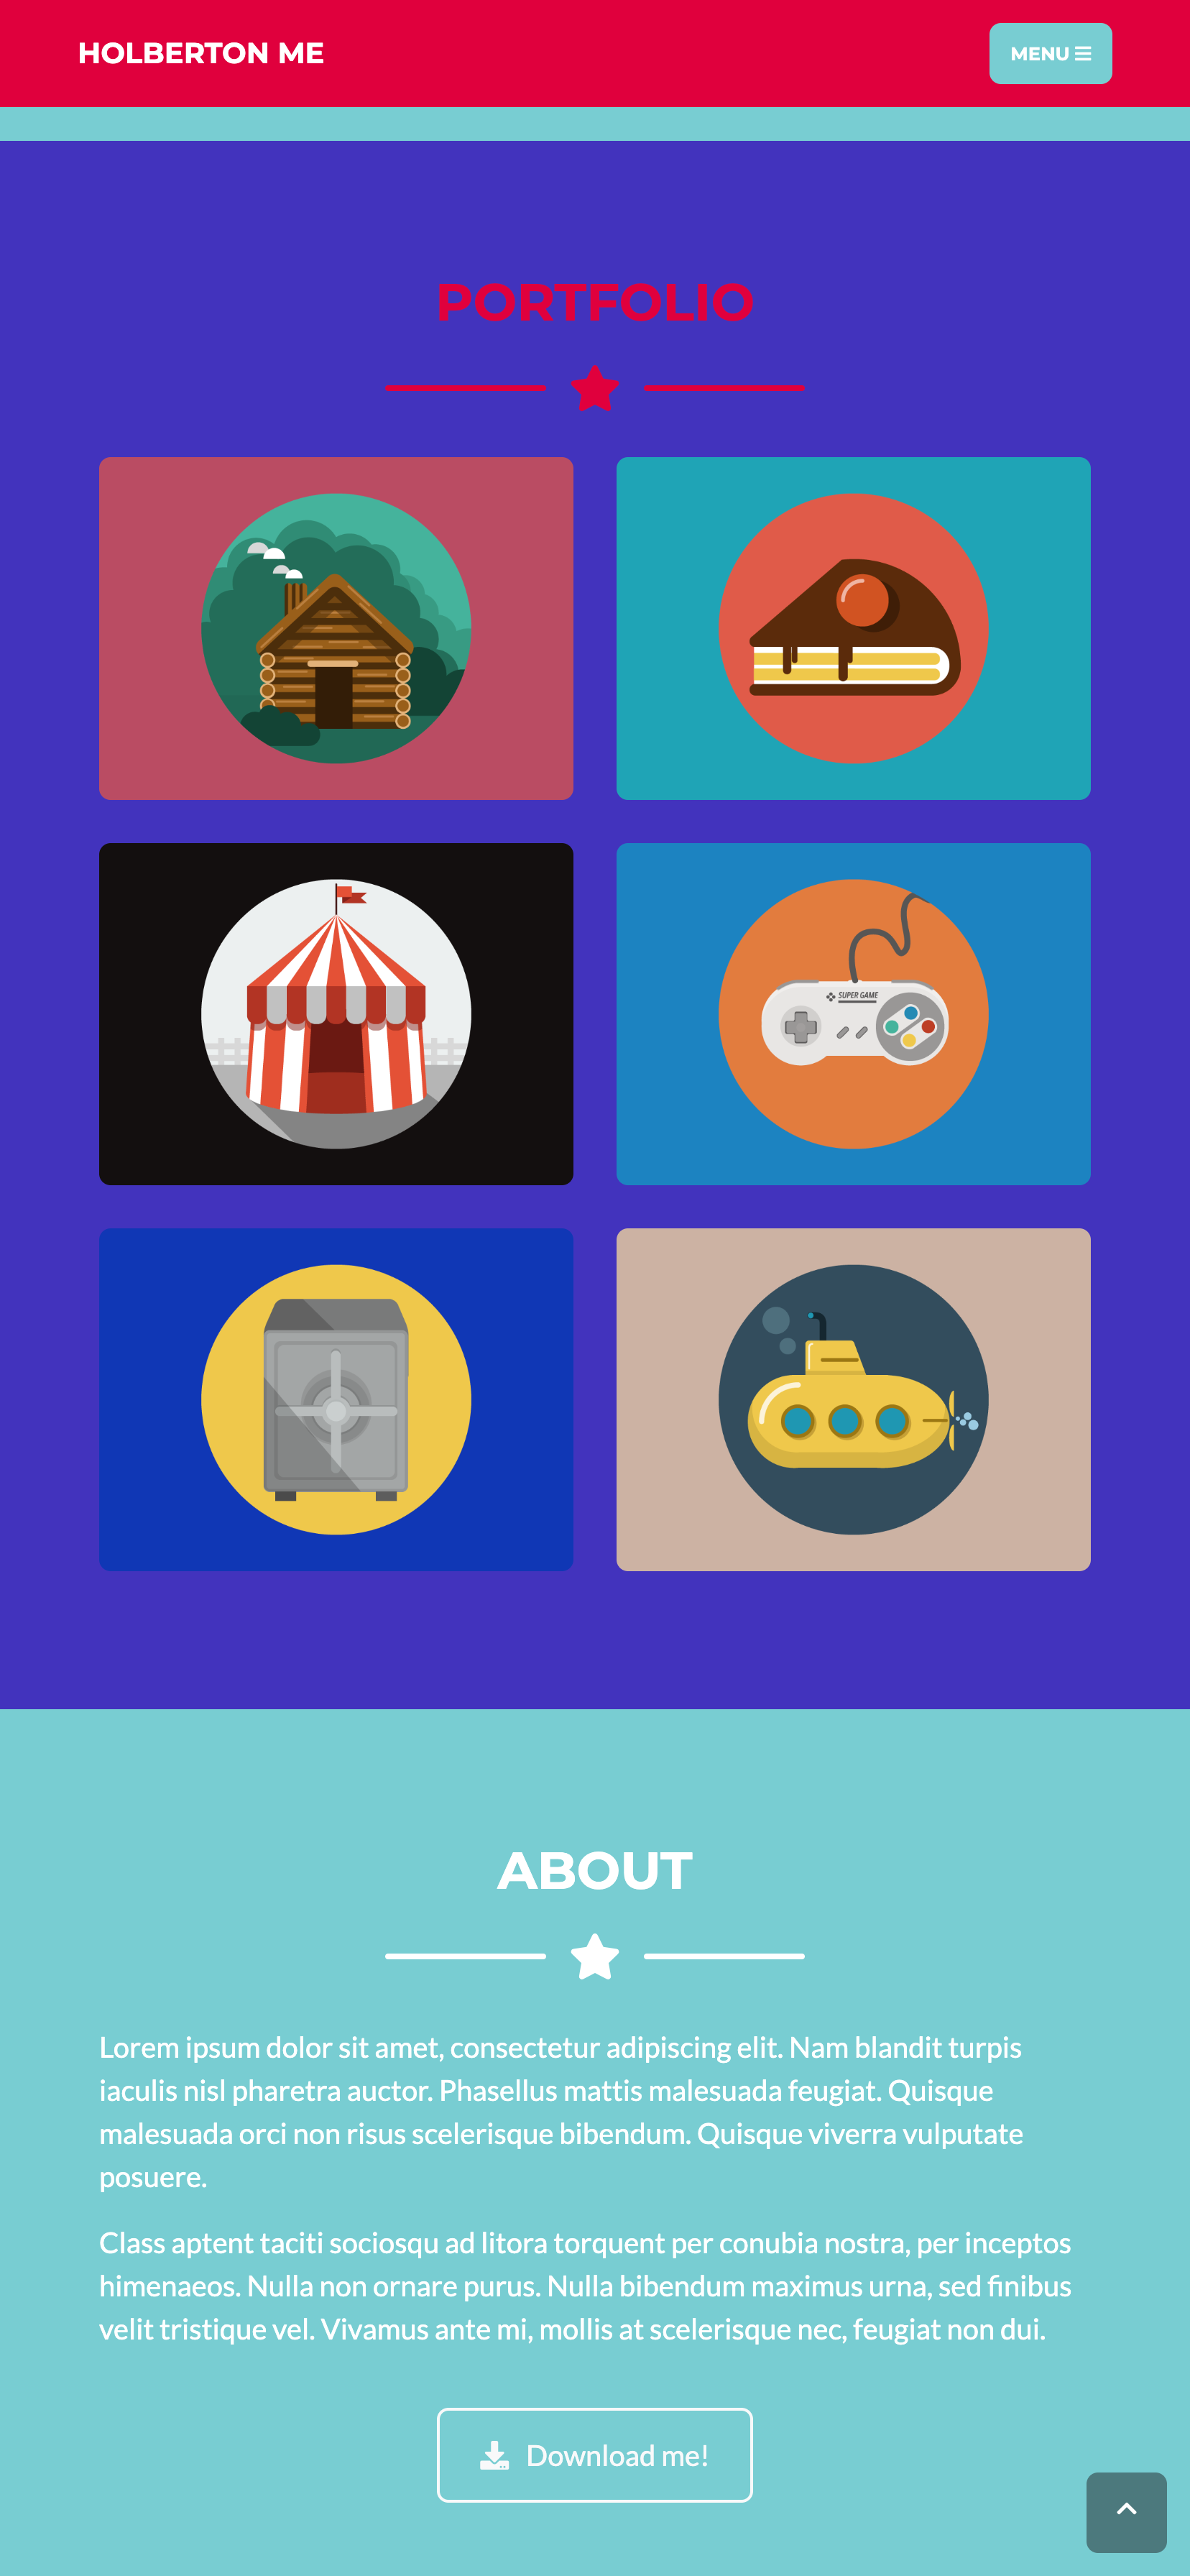 HOLBERTON ME
MENU
PORTFOLIO
SUPER GAME
ABOUT
Lorem ipsum dolor sit amet, consectetur adipiscing elit. Nam blandit turpis
iaculis nisl pharetra auctor. Phasellus mattis malesuada feugiat. Quisque
malesuada orci non risus scelerisque bibendum. Quisque viverra vulputate
posuere.
Class aptent taciti sociosqu ad litora torquent per conubia nostra, per inceptos
himenaeos. Nulla non ornare purus. Nulla bibendum maximus urna, sed finibus
velit tristique vel. Vivamus ante mi, mollis at scelerisque nec, feugiat non dui.
Download me!